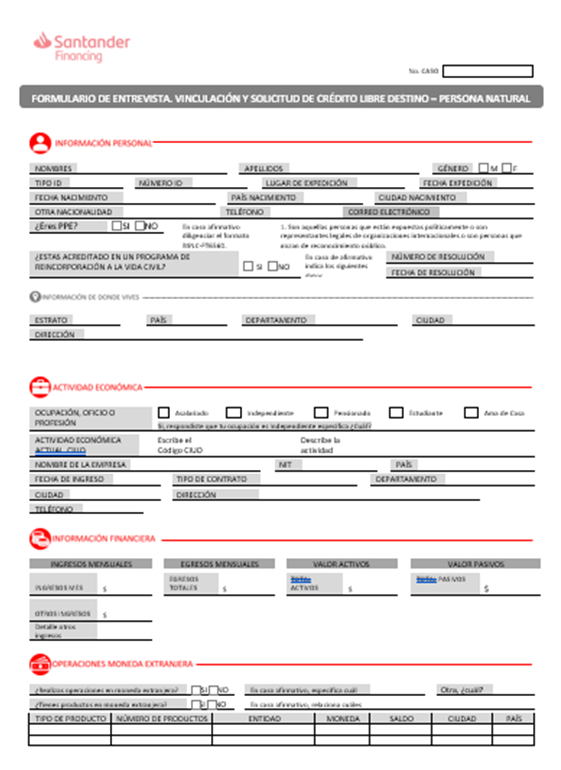 Santander
Financing
No. CASO
FORMULARIO DE ENTREVISTA. VINCULACIÓN Y SOLICITUD DE CRÉDITO LIBRE DESTINO – PERSONA NATURAL
INFORMACIÓN PERSONAL
NOMBRES APELLIDOS GÉNERO M F
TIPO ID NÚMERO ID LUGAR DE EXPEDICIÓN FECHA EXPEDICIÓN
FECHA NACIMIENTO PAÍS NACIMIENTO CIUDAD NACIMIENTO
OTRA NACIONALIDAD TELÉFONO CORREO ELECTRÓNICO
¿Eres PPE? SI NO En caso afirmativo 1. Son aquellas personas que están expuestas políticamente o son
diligenciar el formato representantes legales de organizaciones internacionales o son personas que
gozan de reconocimiento público.
¿ESTAS ACREDITADO EN UN PROGRAMA DE En caso de afirmativo NÚMERO DE RESOLUCIÓN
REINCORPORACIÓN A LA VIDA CIVIL? SI NO indica los siguientes FECHA DE RESOLUCIÓN
INFORMACIÓN DE DONDE VIVES
ESTRATO PAÍS DEPARTAMENTO CIUDAD
DIRECCIÓN
ACTIVIDAD ECONÓMICA
OCUPACIÓN, OFICIO O Asalariado Independiente Pensionado Estudiante Ama de Casa
PROFESIÓN Si, respondiste que tu ocupación es independiente especifica ¿Cuál?
ACTIVIDAD ECONÓMICA Escribe el Describe la
ACTUAL CIUO Código CIUO actividad
NOMBRE DE LA EMPRESA NIT PAÍS
FECHA DE INGRESO TIPO DE CONTRATO DEPARTAMENTO
CIUDAD DIRECCIÓN
TELÉFONO
INFORMACIÓN FINANCIERA
INGRESOS MENSUALES EGRESOS MENSUALES VALOR ACTIVOS VALOR PASIVOS
INGRESOS MES $ EGRESOS TOTALES $ TOTAL ACTIVOS $ TOTAL PASIVOS $
OTROS INGRESOS $
Detalle otros
ingresos
OPERACIONES MONEDA EXTRANJERA
¿Realizas operaciones en moneda extranjera? SI NO En caso afirmativo, especifica cuál Otra, ¿cuál?
¿Tienes productos en moneda extranjera? SI NO En caso afirmativo, relaciona cuáles
TIPO DE PRODUCTO NÚMERO DE PRODUCTOS ENTIDAD MONEDA SALDO CIUDAD PAÍS